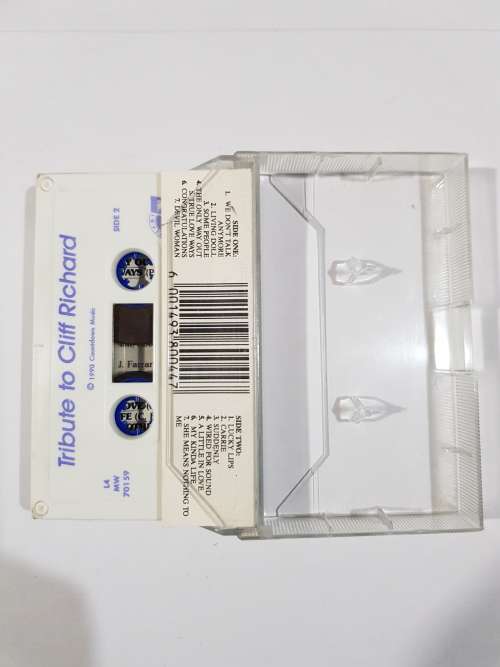 Tribute to Cliff Richard
© 1990 Countdown Music
SIDE 2
L4
MW
70159
J. Farrar
SIDE ONE:
1. WE DON'T TALK
ANYMORE
2. LIVING DOLL
3. SOME PEOPLE
4. THE ONLY WAY OUT
5. TRUE LOVE WAYS
6. CONGRATULATIONS
7. DEVIL WOMAN
6 001493 800447
SIDE TWO:
1. LUCKY LIPS
2. CARRIE
3. SUDDENLY
4. WIRED FOR SOUND
5. A LITTLE IN LOVE
6. MY KINDA LIFE
7. SHE MEANS NOTHING TO
ME